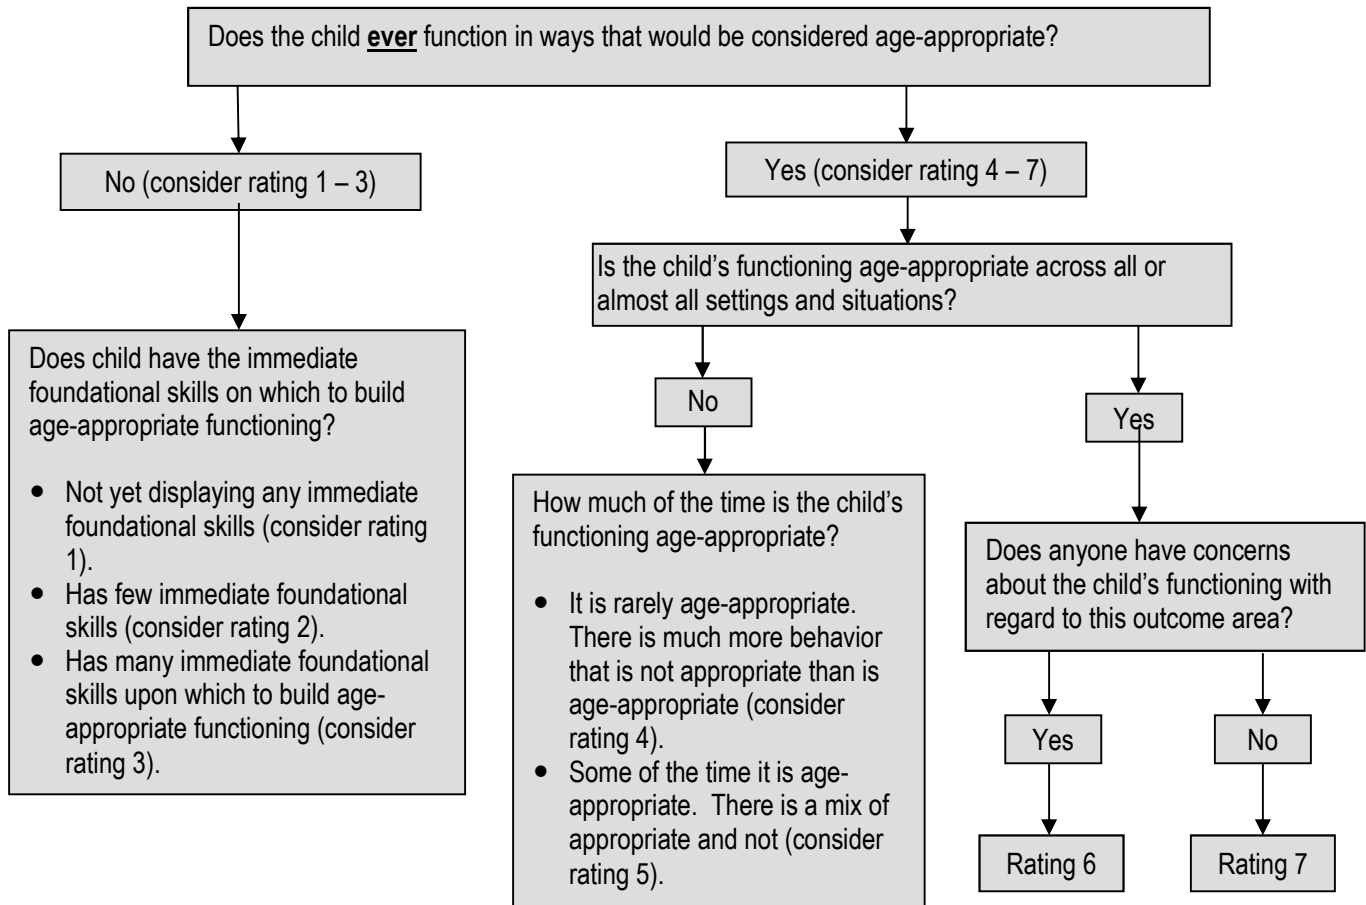 Does the child ever function in ways that would be considered age-appropriate?
No (consider rating 1 – 3)
Yes (consider rating 4 – 7)
Is the child’s functioning age-appropriate across all or
almost all settings and situations?
Does child have the immediate
foundational skills on which to build
age-appropriate functioning?
• Not yet displaying any immediate
foundational skills (consider rating
1).
• Has few immediate foundational
skills (consider rating 2).
• Has many immediate foundational
skills upon which to build age-
appropriate functioning (consider
rating 3).
No
Yes
How much of the time is the child’s
functioning age-appropriate?
• It is rarely age-appropriate.
There is much more behavior
that is not appropriate than is
age-appropriate (consider
rating 4).
• Some of the time it is age-
appropriate.  There is a mix of
appropriate and not (consider
rating 5).
Does anyone have concerns
about the child’s functioning with
regard to this outcome area?
Yes
No
Rating 6
Rating 7